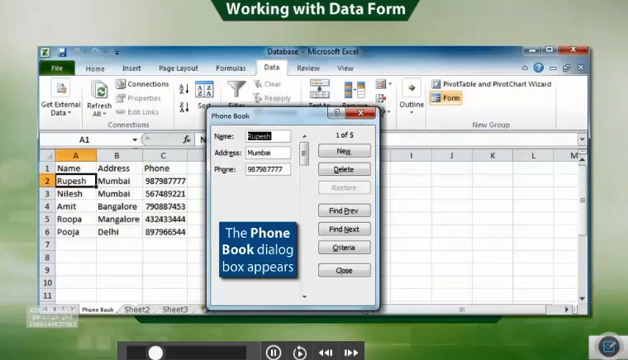 Working with Data Form
Database - Microsoft Excel
File Home Insert Page Layout Formulas Data Review View
Get External Data
Refresh All
Connections
Properties
Edit Links
Connections
Filter
Clear
Reapply
Outline
PivotTable and PivotChart Wizard
Form
New Group
A1
A B C I J K L M
1 Name Address Phone
2 Rupesh Mumbai 987987777
3 Nilesh Mumbai 567489221
4 Amit Bangalore 790887453
5 Roopa Mangalore 432433444
6 Pooja Delhi 897966544
7
8
9
10
11
Phone Book
Name: Rupesh
Address: Mumbai
Phone: 987987777
1 of 5
New
Delete
Restore
Find Prev
Find Next
Criteria
Close
The Phone
Book dialog
box appears
Phone Book Sheet2 Sheet3